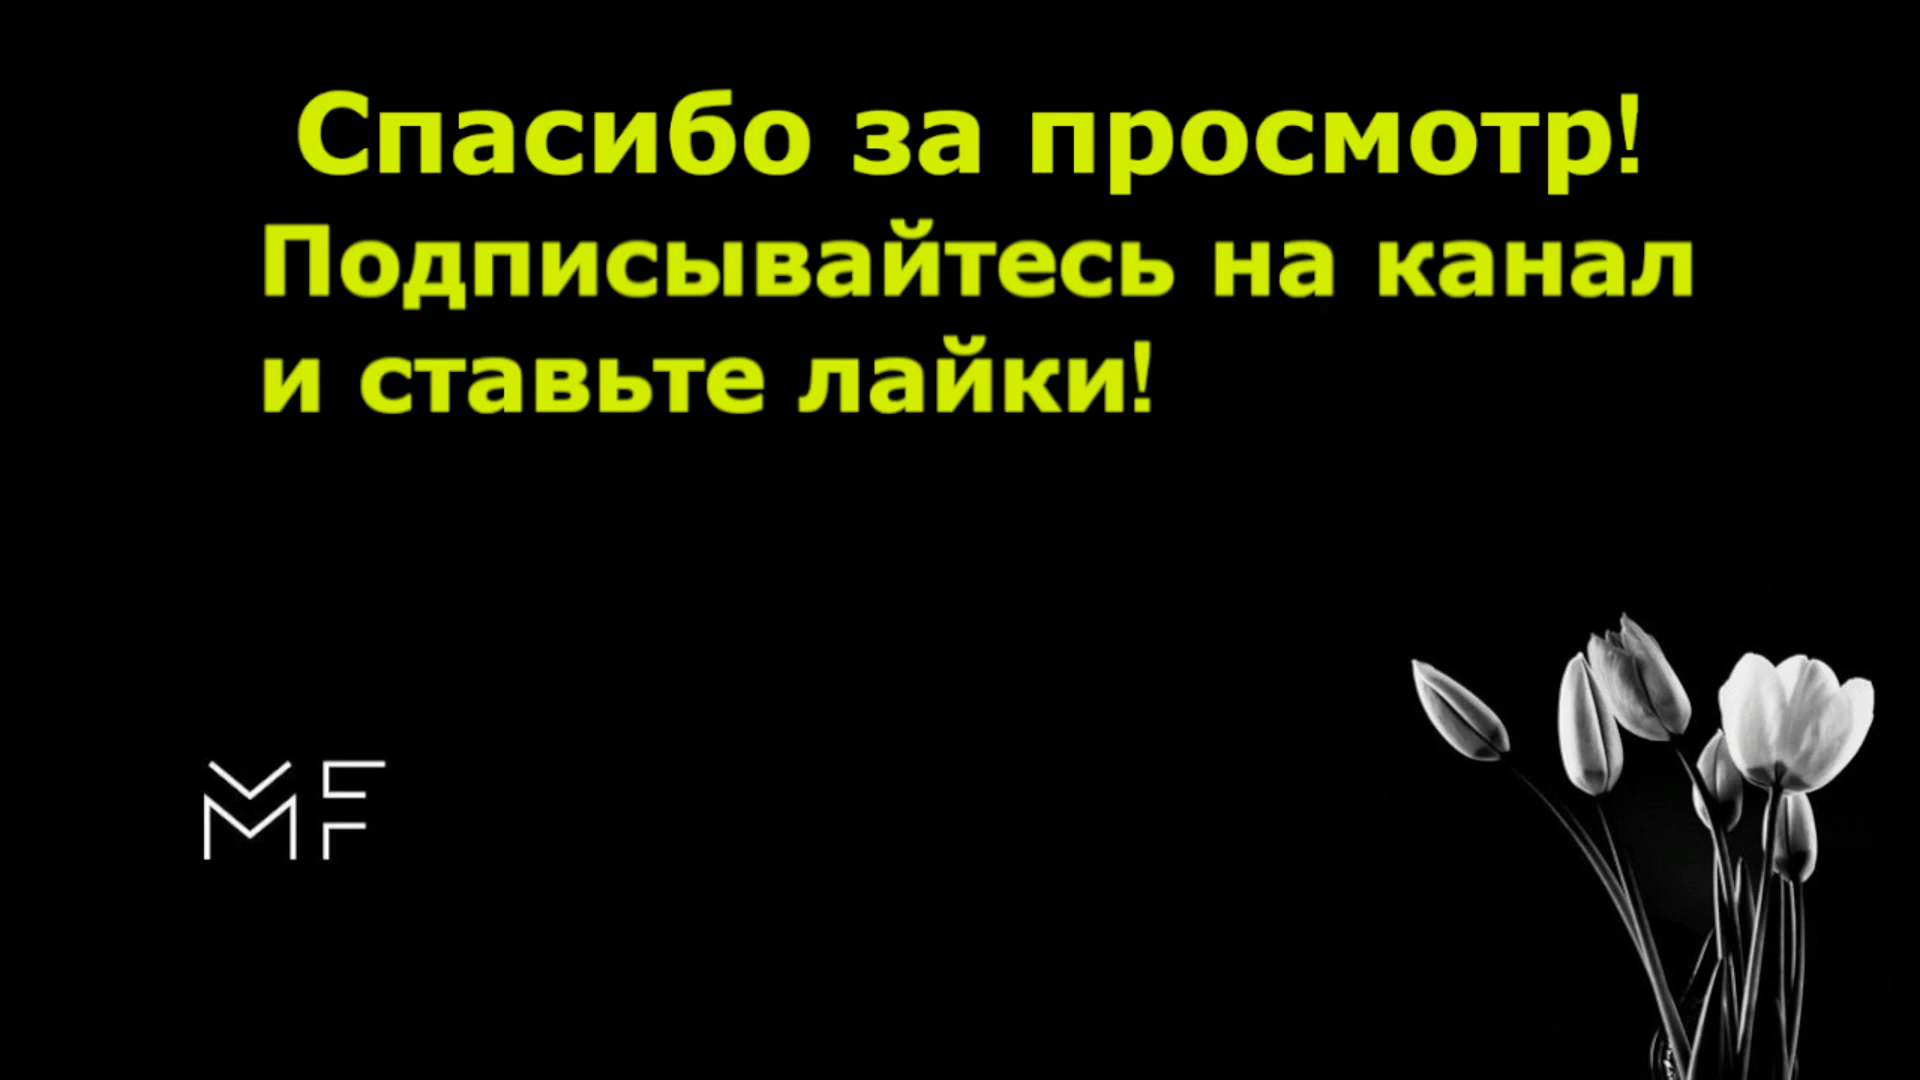 Спасибо за просмотр!
Подписывайтесь на канал
и ставьте лайки!
MF